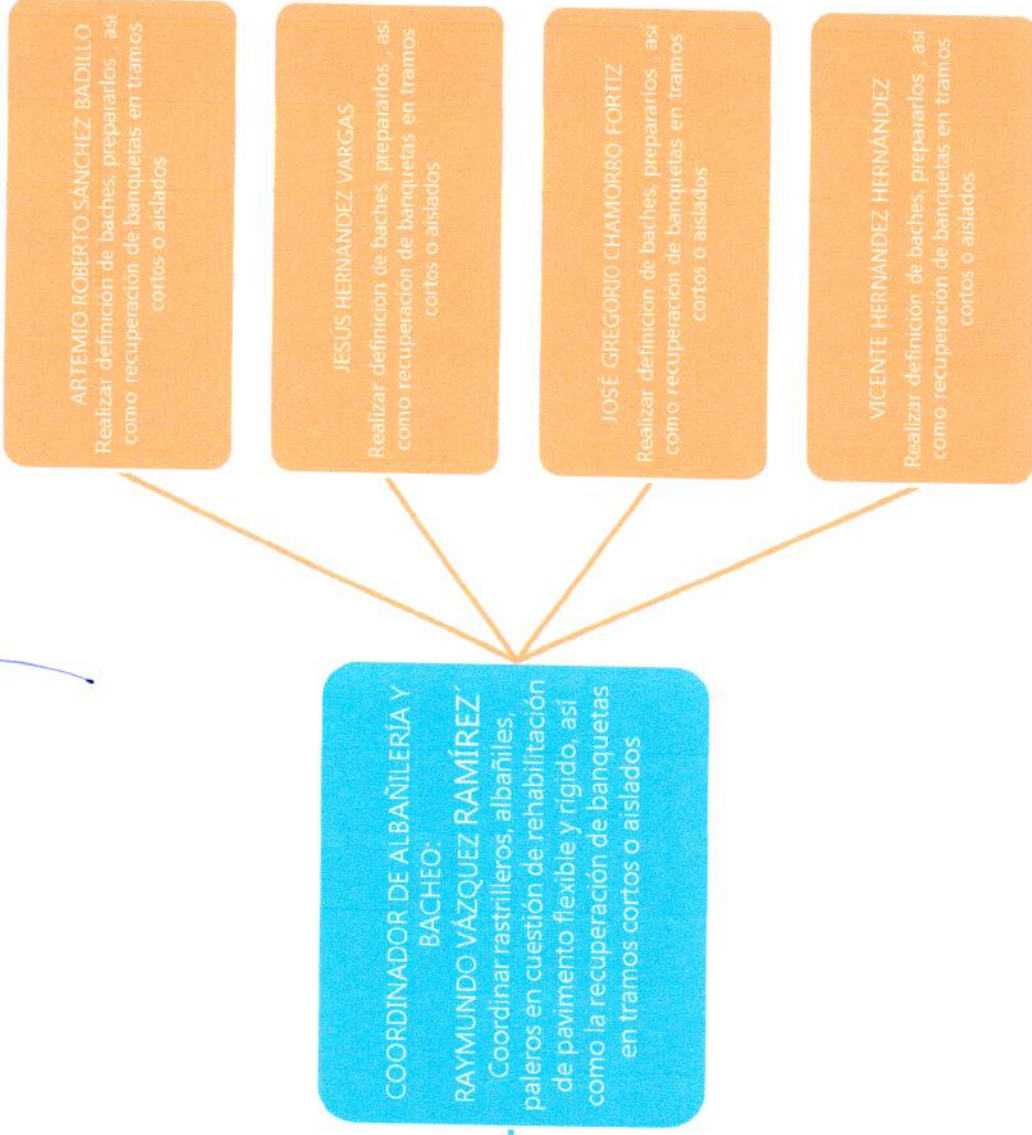 COORDINADOR DE ALBAÑILERÍA Y
BACHEO:
RAYMUNDO VÁZQUEZ RAMÍREZ´
Coordinar rastrilleros, albañiles,
paleros en cuestión de rehabilitación
de pavimento flexible y rígido, así
como la recuperación de banquetas
en tramos cortos o aislados
ARTEMIO ROBERTO SÁNCHEZ BADILLO
Realizar definición de baches, prepararlos , así
como recuperación de banquetas en tramos
cortos o aislados
JESÚS HERNÁNDEZ VARGAS
Realizar definición de baches, prepararlos , así
como recuperación de banquetas en tramos
cortos o aislados
JOSÉ GREGORIO CHAMORRO FORTIZ
Realizar definición de baches, prepararlos , así
como recuperación de banquetas en tramos
cortos o aislados
VICENTE HERNÁNDEZ HERNÁNDEZ
Realizar definición de baches, prepararlos , así
como recuperación de banquetas en tramos
cortos o aislados